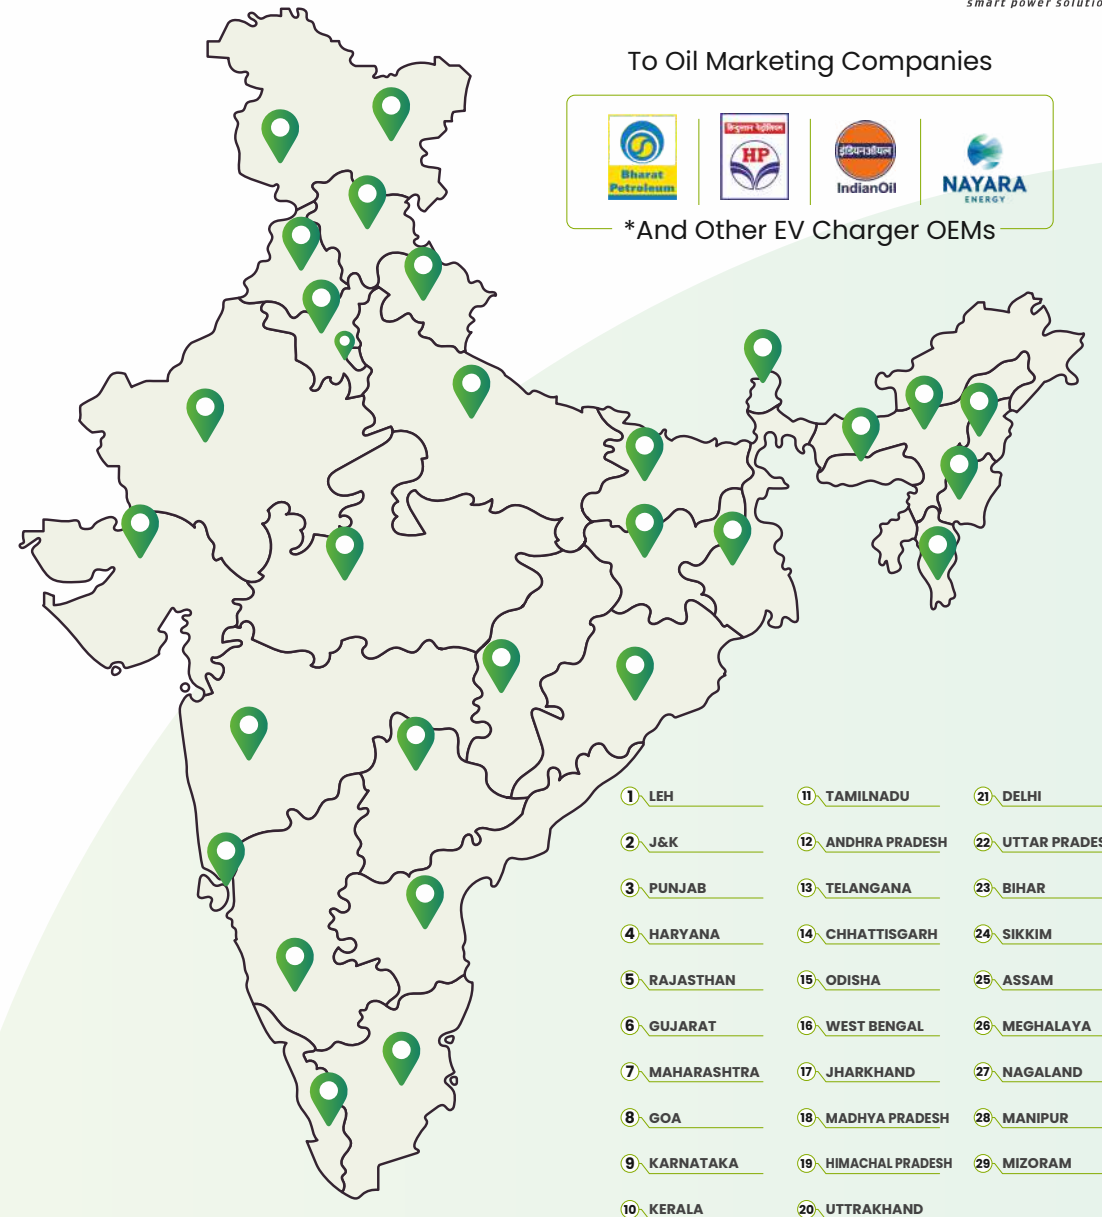 smart power solutio
To Oil Marketing Companies
Bharat
Petroleum
हिन्दुस्तान पेट्रोलियम
HP
इंडियनऑयल
IndianOil
NAYARA
ENERGY
*And Other EV Charger OEMs
1 LEH
2 J&K
3 PUNJAB
4 HARYANA
5 RAJASTHAN
6 GUJARAT
7 MAHARASHTRA
8 GOA
9 KARNATAKA
10 KERALA
11 TAMILNADU
12 ANDHRA PRADESH
13 TELANGANA
14 CHHATTISGARH
15 ODISHA
16 WEST BENGAL
17 JHARKHAND
18 MADHYA PRADESH
19 HIMACHAL PRADESH
20 UTTRAKHAND
21 DELHI
22 UTTAR PRADES
23 BIHAR
24 SIKKIM
25 ASSAM
26 MEGHALAYA
27 NAGALAND
28 MANIPUR
29 MIZORAM